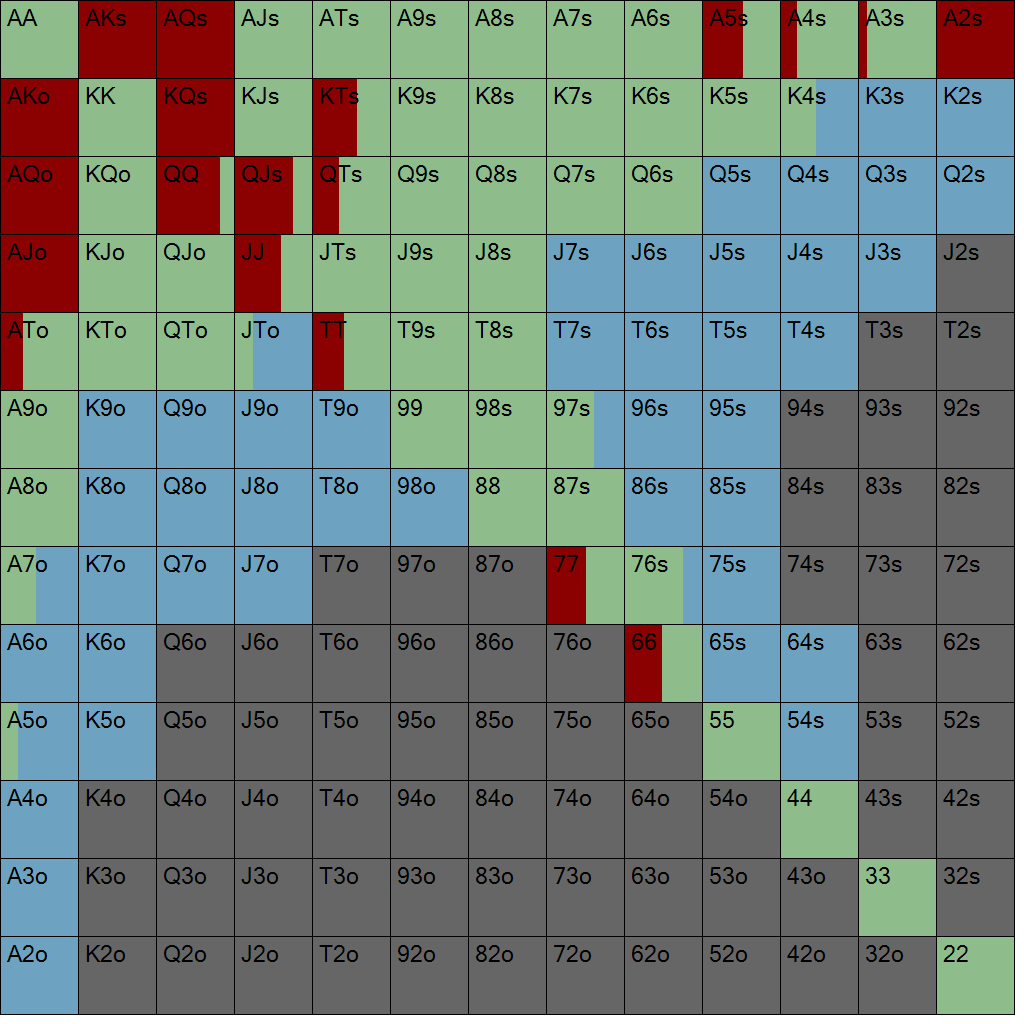 AA AKs AQs AJs ATs A9s A8s A7s A6s A5s A4s A3s A2s
AKo KK KQs KJs KTs K9s K8s K7s K6s K5s K4s K3s K2s
AQo KQo QQ QJs QTs Q9s Q8s Q7s Q6s Q5s Q4s Q3s Q2s
AJo KJo QJo JJ JTs J9s J8s J7s J6s J5s J4s J3s J2s
ATo KTo QTo JTo TT T9s T8s T7s T6s T5s T4s T3s T2s
A9o K9o Q9o J9o T9o 99 98s 97s 96s 95s 94s 93s 92s
A8o K8o Q8o J8o T8o 98o 88 87s 86s 85s 84s 83s 82s
A7o K7o Q7o J7o T7o 97o 87o 77 76s 75s 74s 73s 72s
A6o K6o Q6o J6o T6o 96o 86o 76o 66 65s 64s 63s 62s
A5o K5o Q5o J5o T5o 95o 85o 75o 65o 55 54s 53s 52s
A4o K4o Q4o J4o T4o 94o 84o 74o 64o 54o 44 43s 42s
A3o K3o Q3o J3o T3o 93o 83o 73o 63o 53o 43o 33 32s
A2o K2o Q2o J2o T2o 92o 82o 72o 62o 52o 42o 32o 22